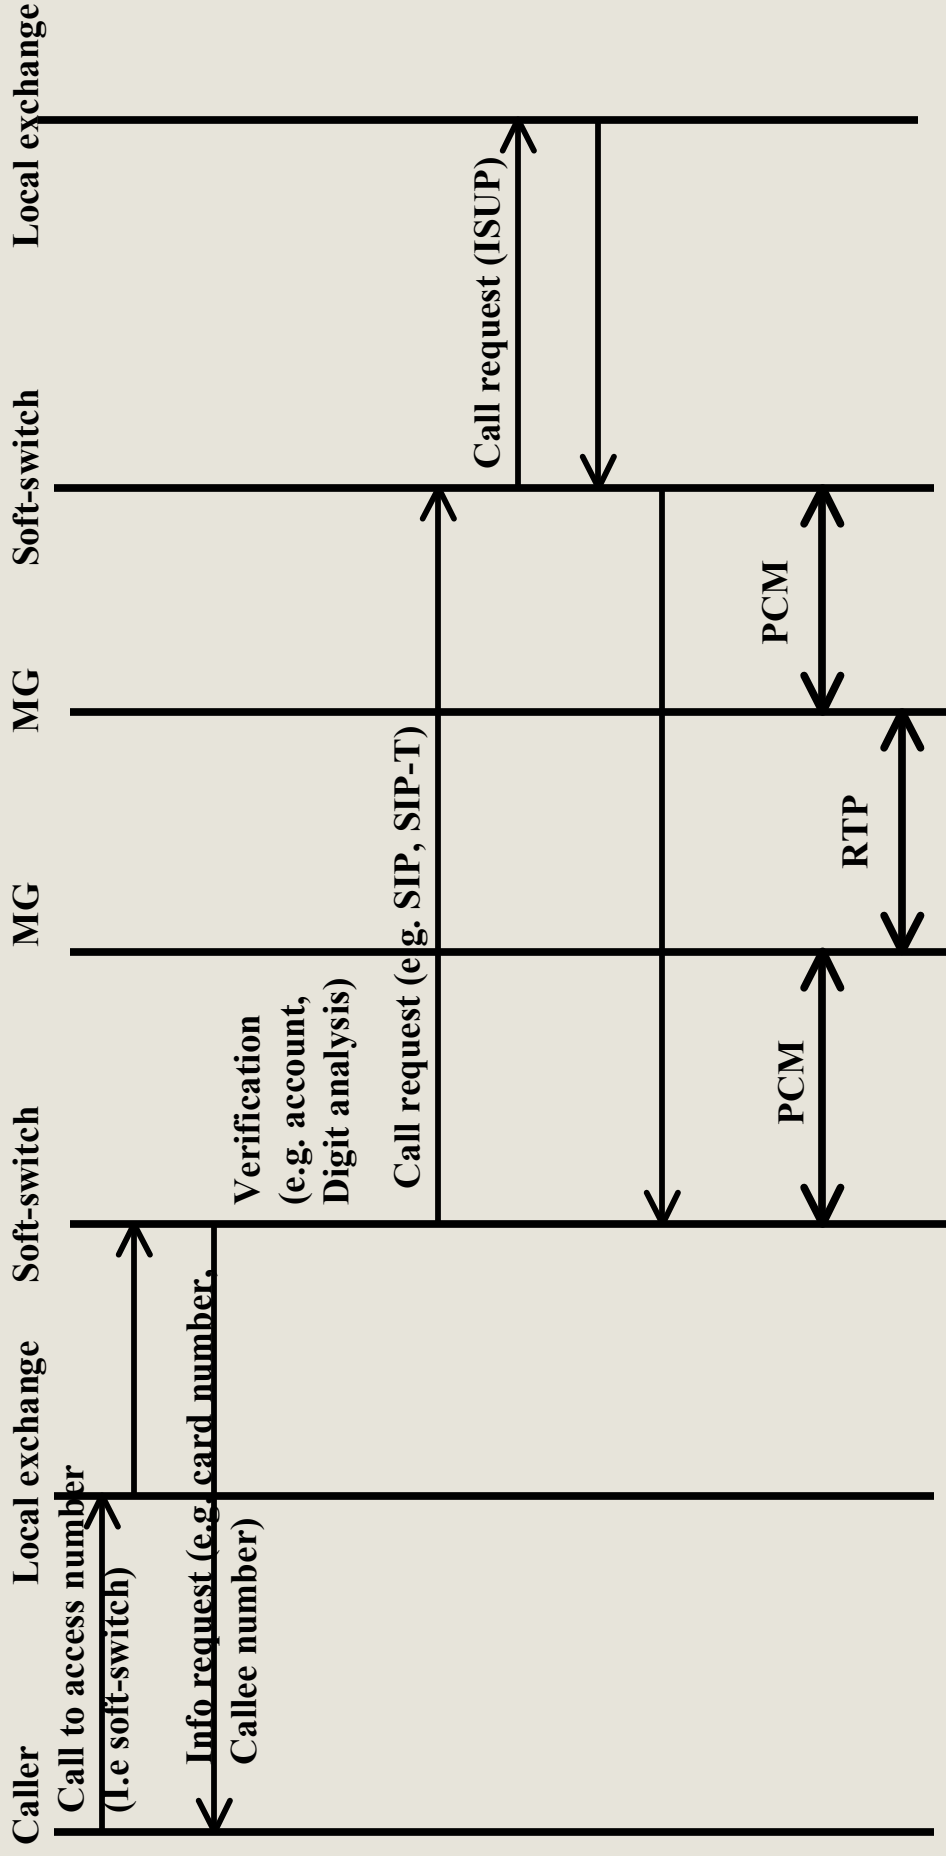 Caller
Local exchange
Soft-switch
MG
MG
Soft-switch
Local exchange
Call to access number
(I.e soft-switch)
Info request (e.g. card number,
Callee number)
Verification
(e.g. account,
Digit analysis)
Call request (e.g. SIP, SIP-T)
Call request (ISUP)
PCM
PCM
RTP